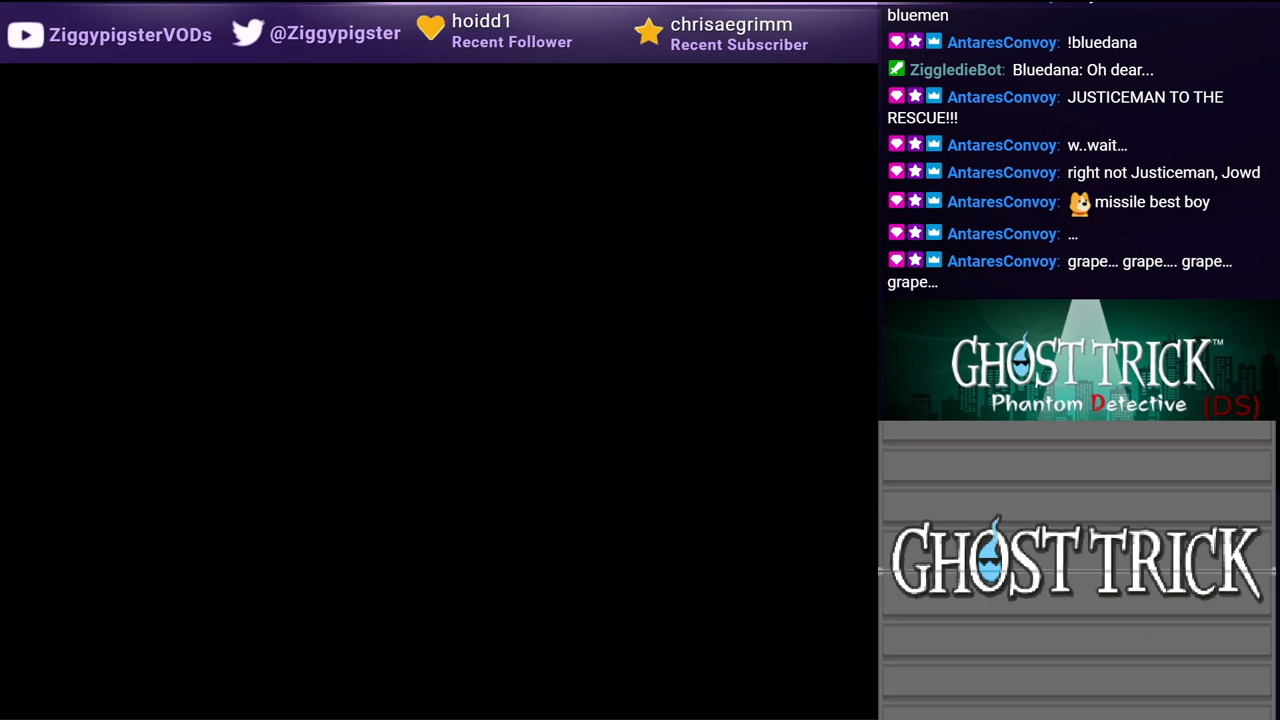 ZiggypigsterVODs
@Ziggypigster
hoidd1
Recent Follower
chrisaegrimm
Recent Subscriber
bluemen
AntaresConvoy: !bluedana
ZiggledieBot: Bluedana: Oh dear...
AntaresConvoy: JUSTICEMAN TO THE
RESCUE!!!
AntaresConvoy: w..wait...
AntaresConvoy: right not Justiceman, Jowd
AntaresConvoy: missile best boy
AntaresConvoy: ...
AntaresConvoy: grape... grape.... grape...
grape...
GHOST TRICK™
Phantom Detective (DS)
GHOST TRICK